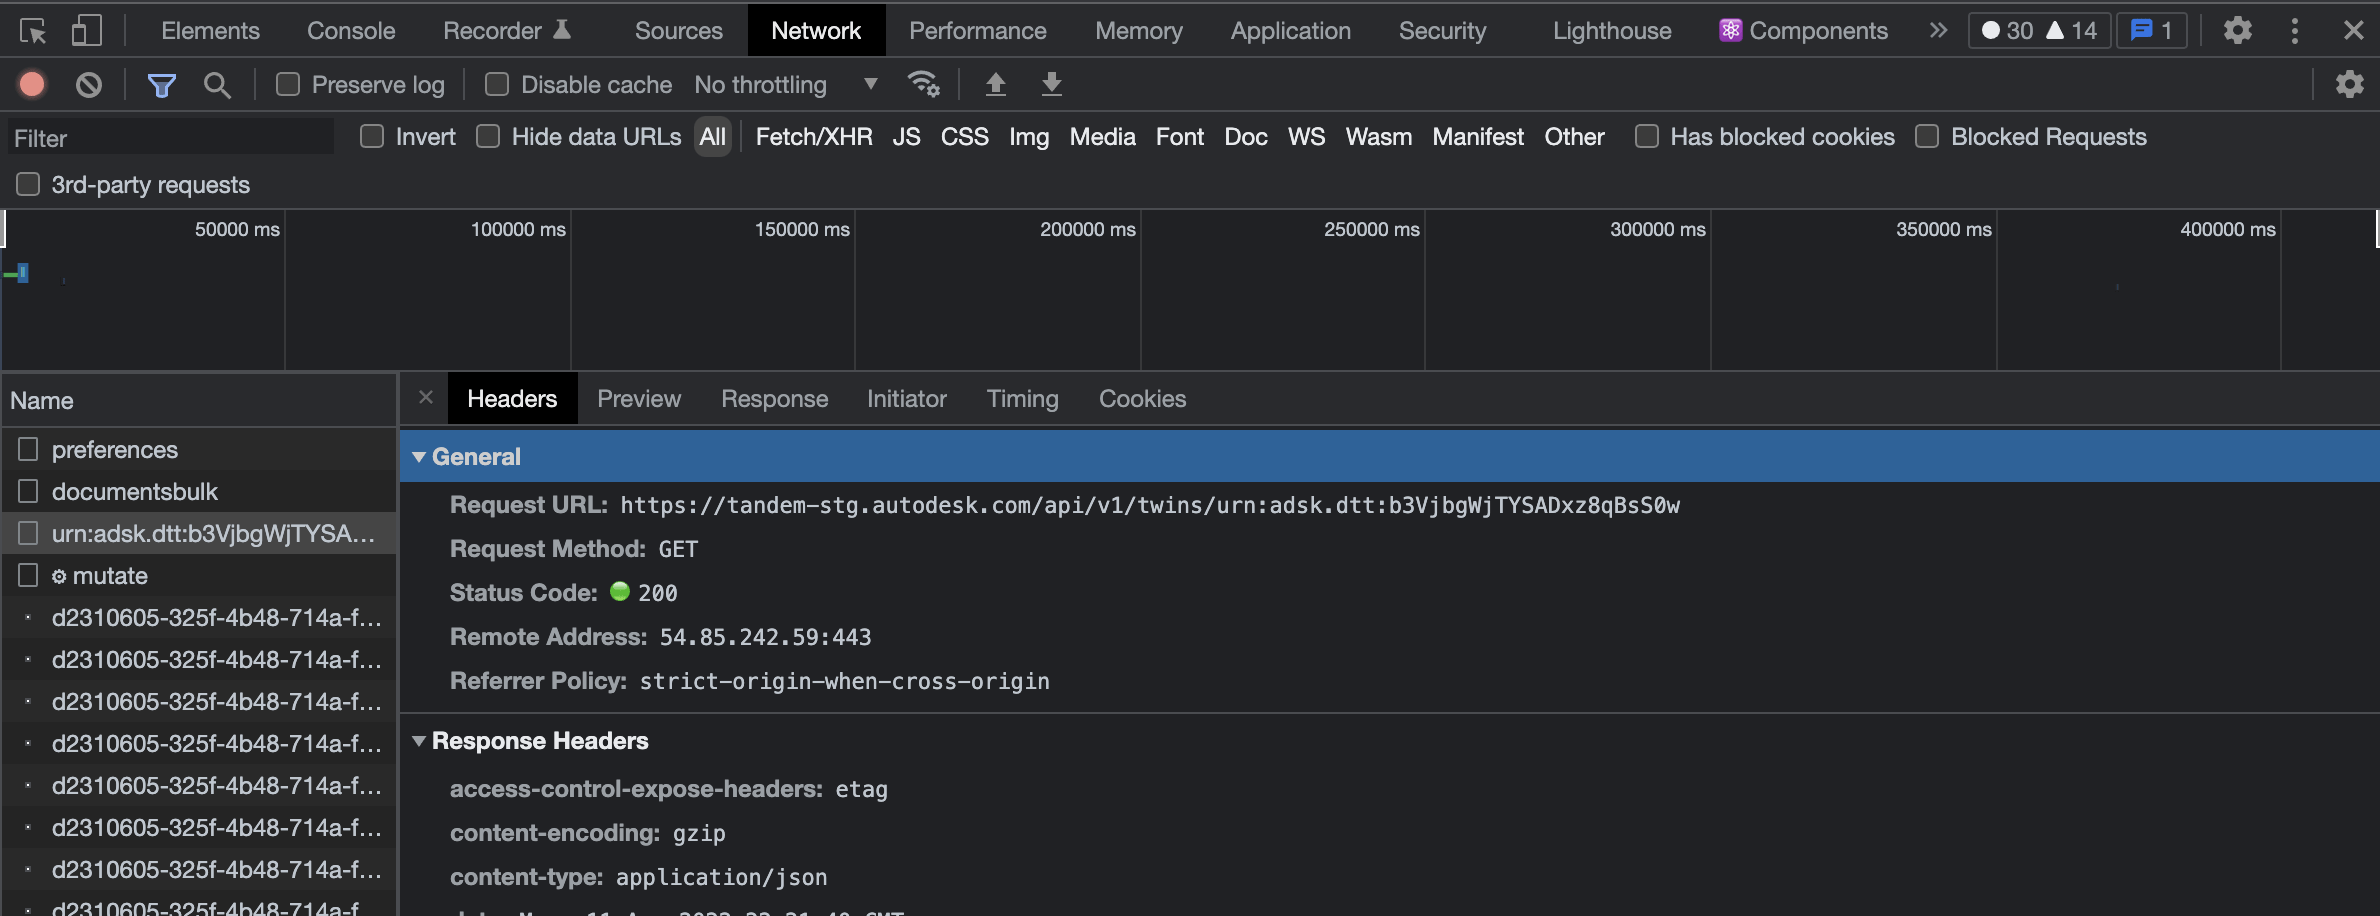 Elements Console Recorder Sources Network Performance Memory Application Security Lighthouse Components 30 14 1
Preserve log Disable cache No throttling
Filter Invert Hide data URLs All Fetch/XHR JS CSS Img Media Font Doc WS Wasm Manifest Other Has blocked cookies Blocked Requests
3rd-party requests
50000 ms 100000 ms 150000 ms 200000 ms 250000 ms 300000 ms 350000 ms 400000 ms
Name
preferences
documentsbulk
urn:adsk.dtt:b3VjbgWjTYSA…
mutate
d2310605-325f-4b48-714a-f…
d2310605-325f-4b48-714a-f…
d2310605-325f-4b48-714a-f…
d2310605-325f-4b48-714a-f…
d2310605-325f-4b48-714a-f…
d2310605-325f-4b48-714a-f…
d2310605-325f-4b48-714a-f…
d2310605-325f-4b48-714a-f
Headers Preview Response Initiator Timing Cookies
General
Request URL: https://tandem-stg.autodesk.com/api/v1/twins/urn:adsk.dtt:b3VjbgWjTYSADxz8qBsS0w
Request Method: GET
Status Code: 200
Remote Address: 54.85.242.59:443
Referrer Policy: strict-origin-when-cross-origin
Response Headers
access-control-expose-headers: etag
content-encoding: gzip
content-type: application/json